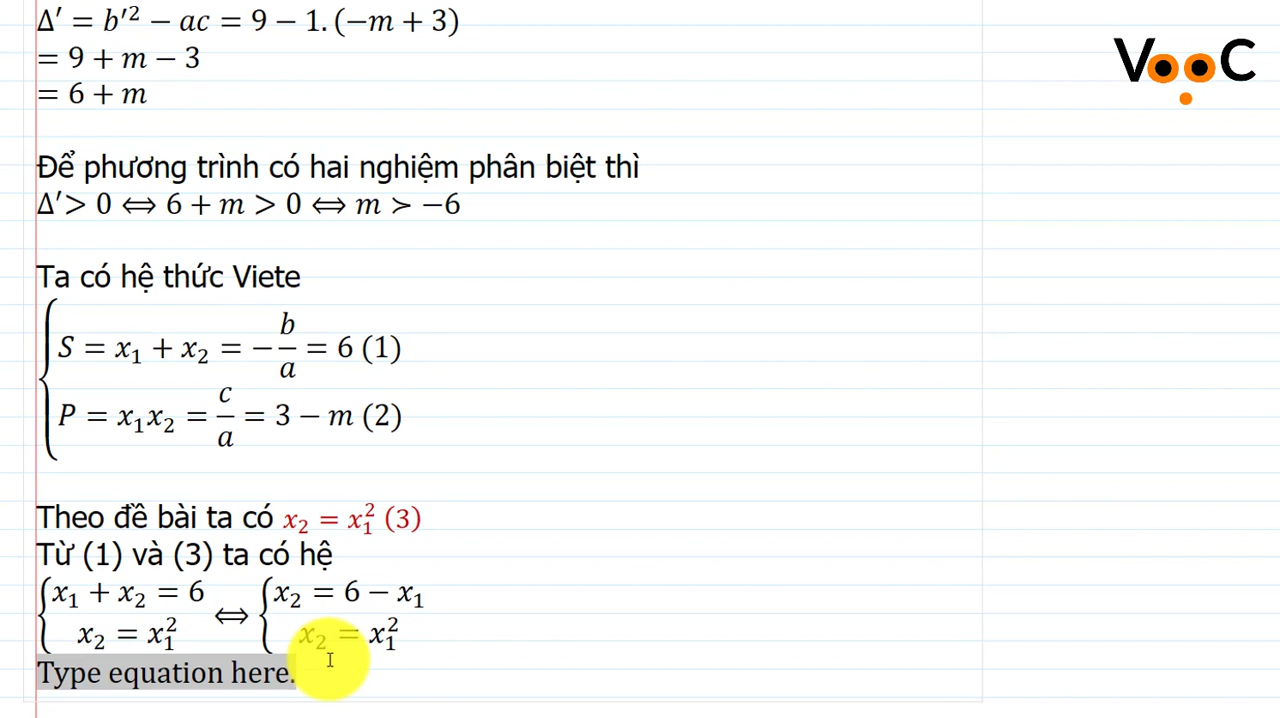 VooC
Δ′ = b′² − ac = 9 − 1. (−m + 3)
= 9 + m − 3
= 6 + m
Để phương trình có hai nghiệm phân biệt thì
Δ′> 0 ⟺ 6 + m > 0 ⟺ m ≻ −6
Ta có hệ thức Viete
S = x₁ + x₂ = −b/a = 6 (1)
P = x₁x₂ = c/a = 3 − m (2)
Theo đề bài ta có x₂ = x₁² (3)
Từ (1) và (3) ta có hệ
{x₁ + x₂ = 6 ⟺ {x₂ = 6 − x₁
x₂ = x₁² x₂ = x₁²
Type equation here.